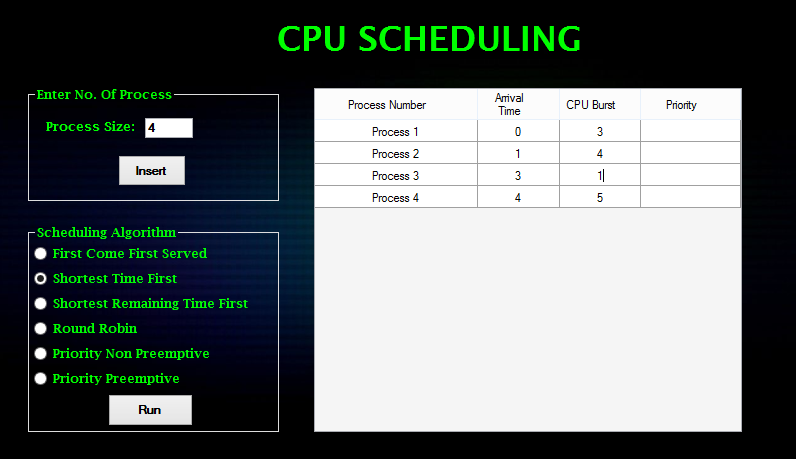 CPU SCHEDULING
Enter No. Of Process
Process Size: 4
Insert
Scheduling Algorithm
First Come First Served
Shortest Time First
Shortest Remaining Time First
Round Robin
Priority Non Preemptive
Priority Preemptive
Run
Process Number Arrival Time CPU Burst Priority
Process 1 0 3
Process 2 1 4
Process 3 3 1
Process 4 4 5